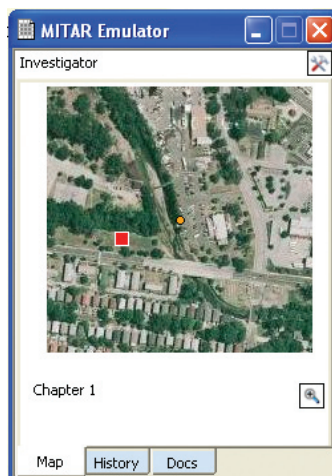 MITAR Emulator
Investigator
Chapter 1
Map History Docs